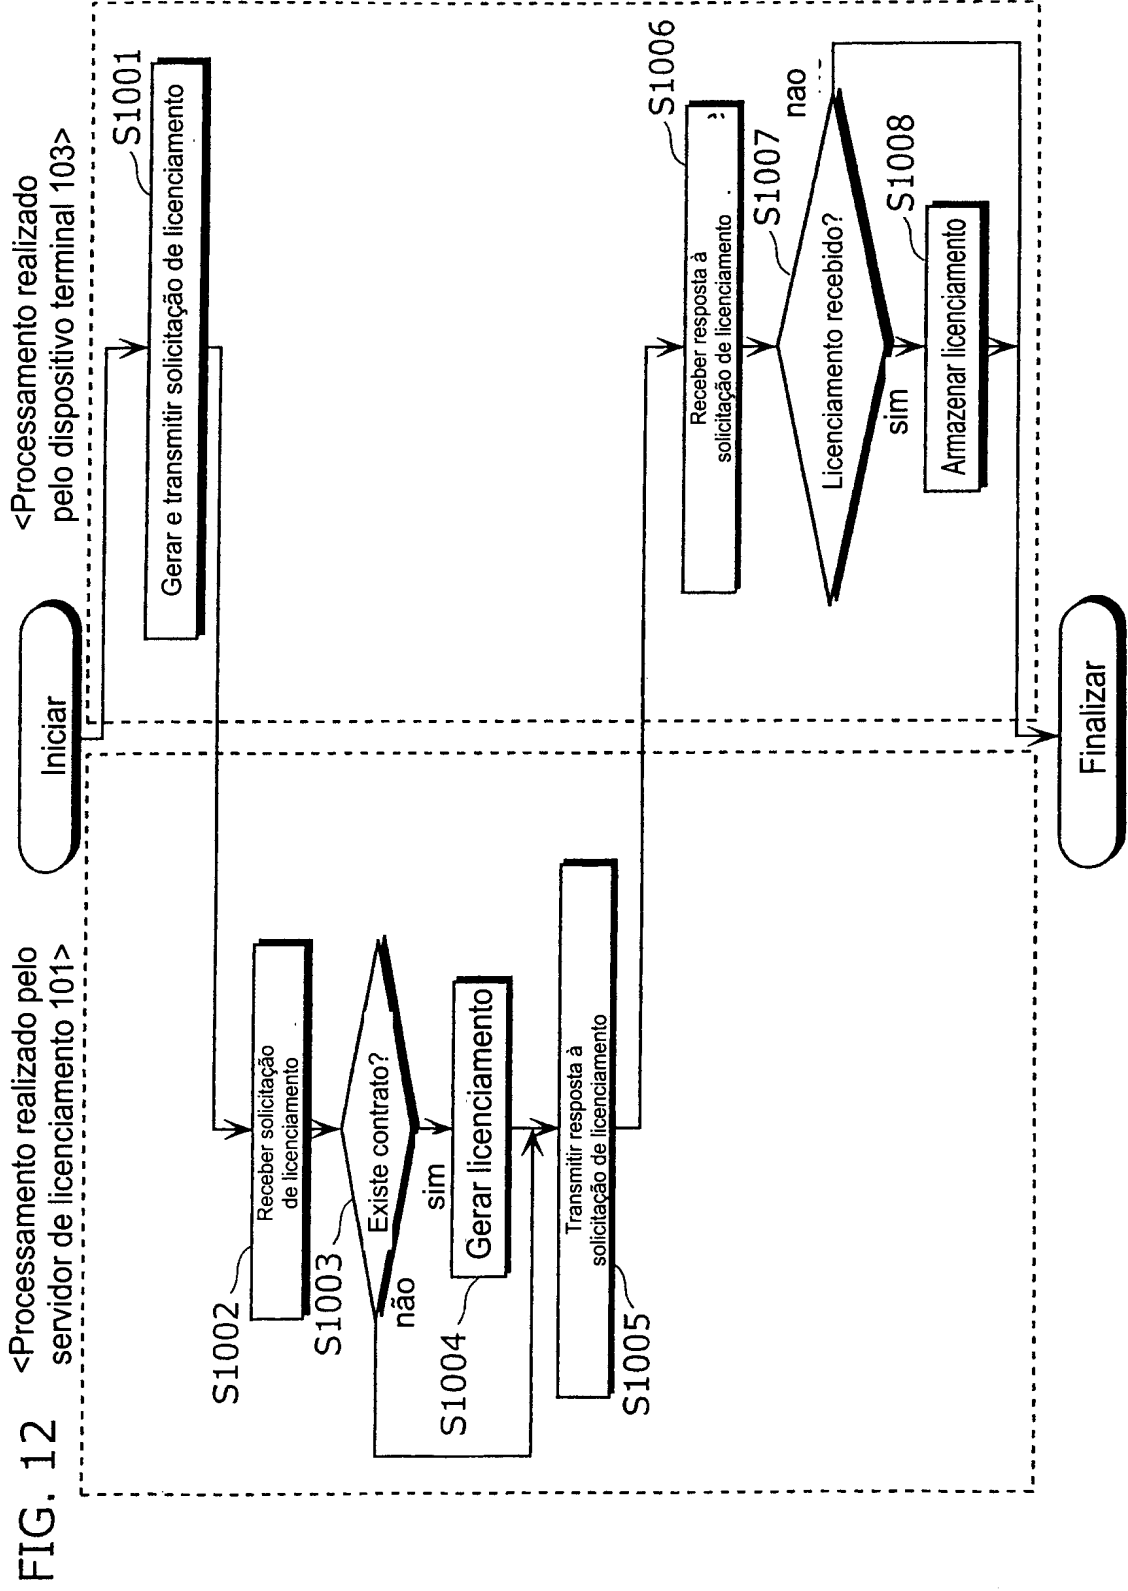 FIG. 12
<Processamento realizado pelo
servidor de licenciamento 101>
<Processamento realizado
pelo dispositivo terminal 103>
Iniciar
S1001
Gerar e transmitir solicitação de licenciamento
S1002
Receber solicitação
de licenciamento
S1003
Existe contrato?
não
sim
S1004
Gerar licenciamento
S1005
Transmitir resposta à
solicitação de licenciamento
S1006
Receber resposta à
solicitação de licenciamento
S1007
Licenciamento recebido?
nao
sim
S1008
Armazenar licenciamento
Finalizar